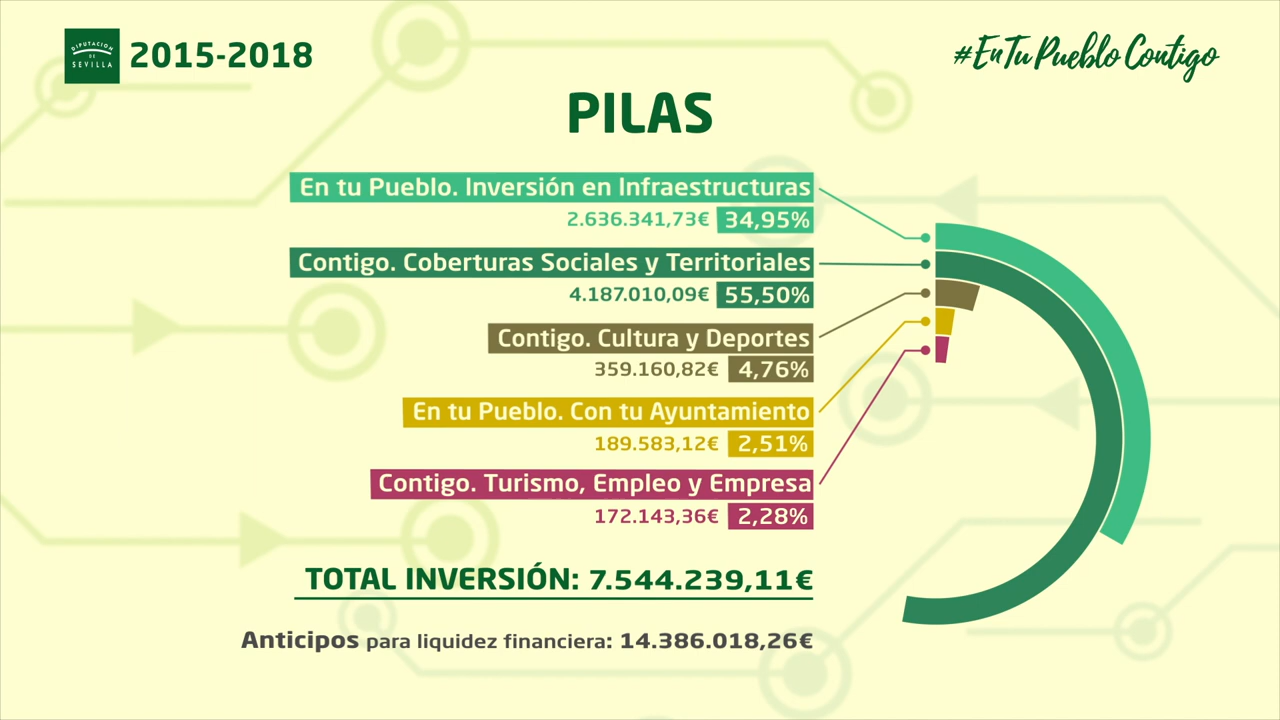 DIPUTACION
DE
SEVILLA
2015-2018
#EnTuPuebloContigo
PILAS
En tu Pueblo. Inversión en Infraestructuras
2.636.341,73€ 34,95%
Contigo. Coberturas Sociales y Territoriales
4.187.010,09€ 55,50%
Contigo. Cultura y Deportes
359.160,82€ 4,76%
En tu Pueblo. Con tu Ayuntamiento
189.583,12€ 2,51%
Contigo. Turismo, Empleo y Empresa
172.143,36€ 2,28%
TOTAL INVERSIÓN: 7.544.239,11€
Anticipos para liquidez financiera: 14.386.018,26€